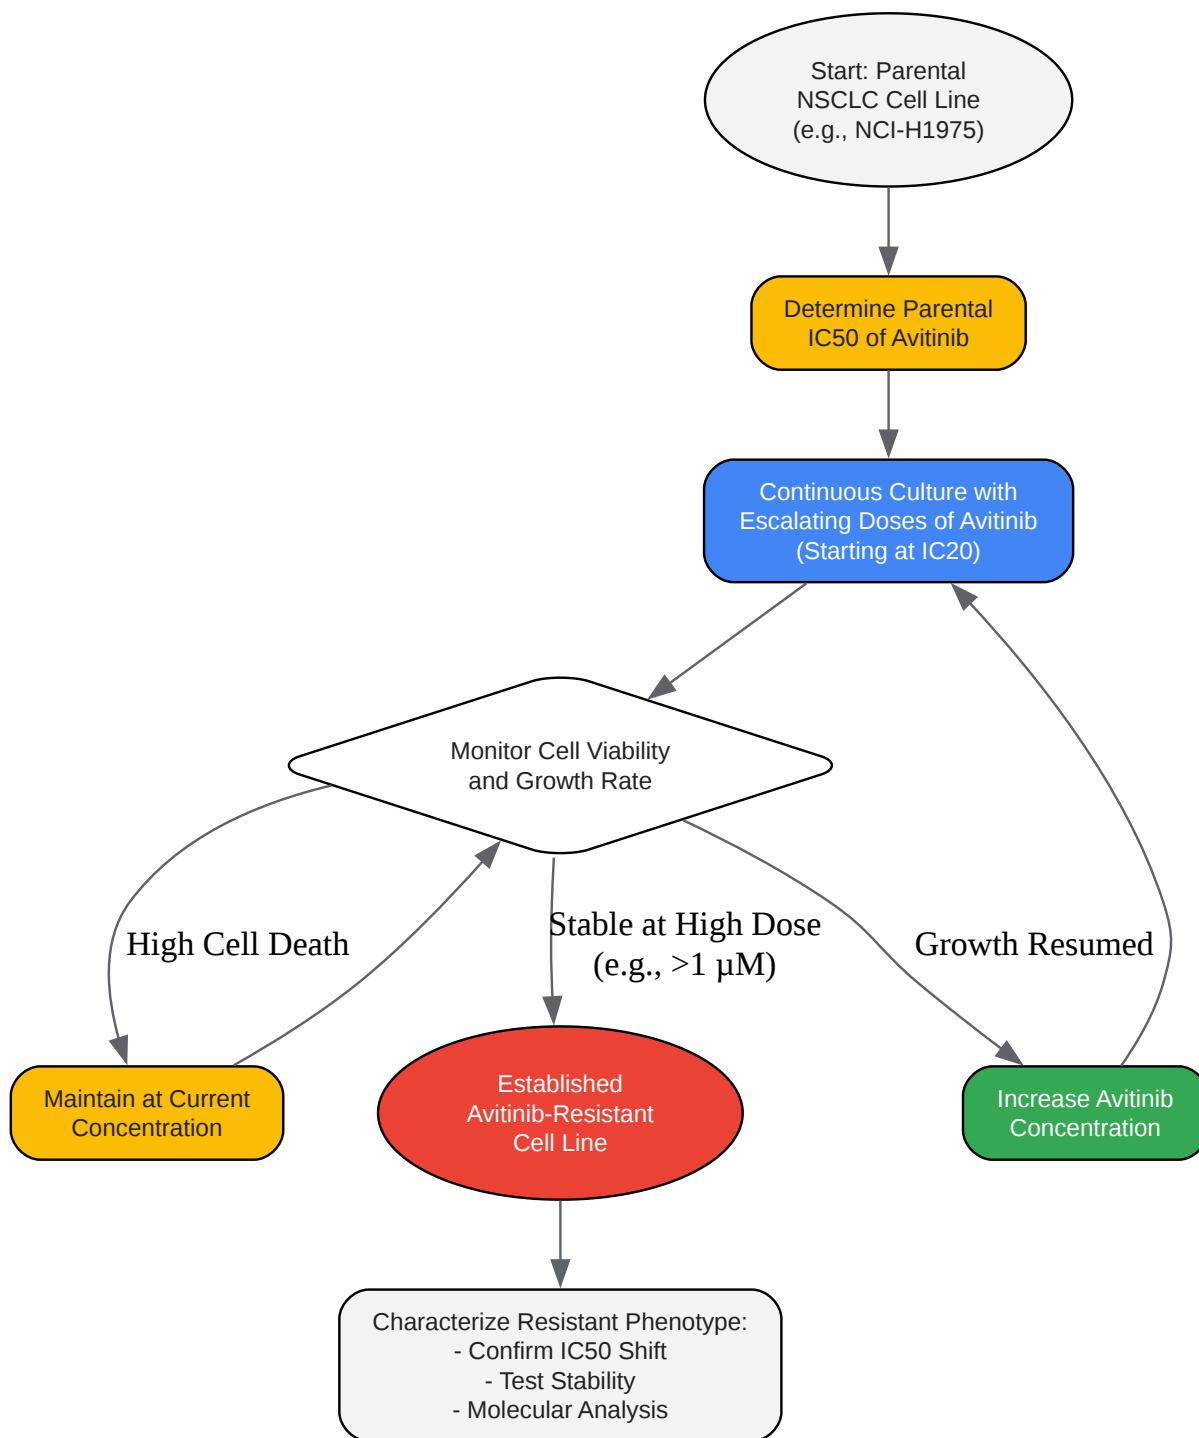 Start: Parental
NSCLC Cell Line
(e.g., NCI-H1975)
Determine Parental
IC50 of Avitinib
Continuous Culture with
Escalating Doses of Avitinib
(Starting at IC20)
Monitor Cell Viability
and Growth Rate
High Cell Death
Stable at High Dose
(e.g., >1 µM)
Growth Resumed
Maintain at Current
Concentration
Established
Avitinib-Resistant
Cell Line
Increase Avitinib
Concentration
Characterize Resistant Phenotype:
- Confirm IC50 Shift
- Test Stability
- Molecular Analysis